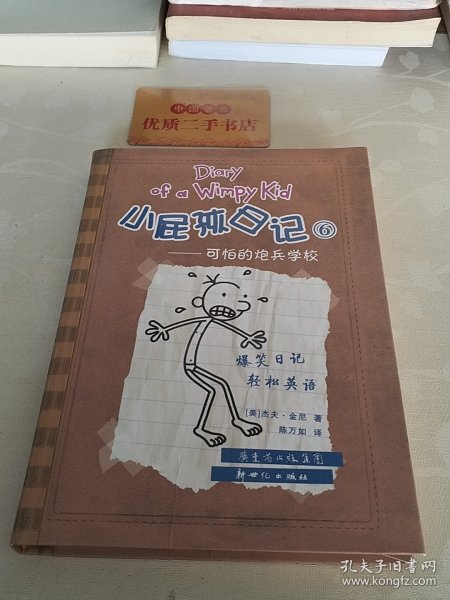 中国著名
优质二手书店
Diary
of a Wimpy Kid
小屁孩日记⑥
——可怕的炮兵学校
爆笑日记
轻松英语
[美]杰夫·金尼 著
陈万如 译
广东省出版集团
新世纪出版社
孔夫子旧书网
www.kongfz.com